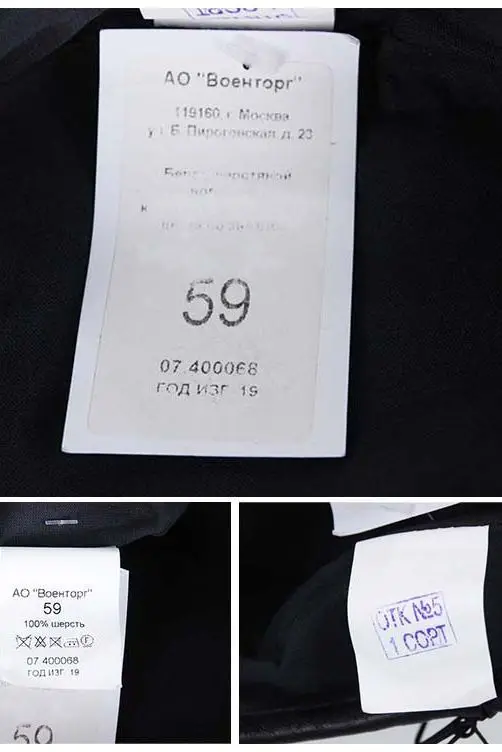 АО "Военторг"
119160, г. Москва
ул. Б. Пироговская, д. 23
59
07.400068
ГОД ИЗГ. 19
АО "Военторг"
59
100% шерсть
07 400068
ГОД ИЗГ. 19
59
ОТК №5
1 СОРТ